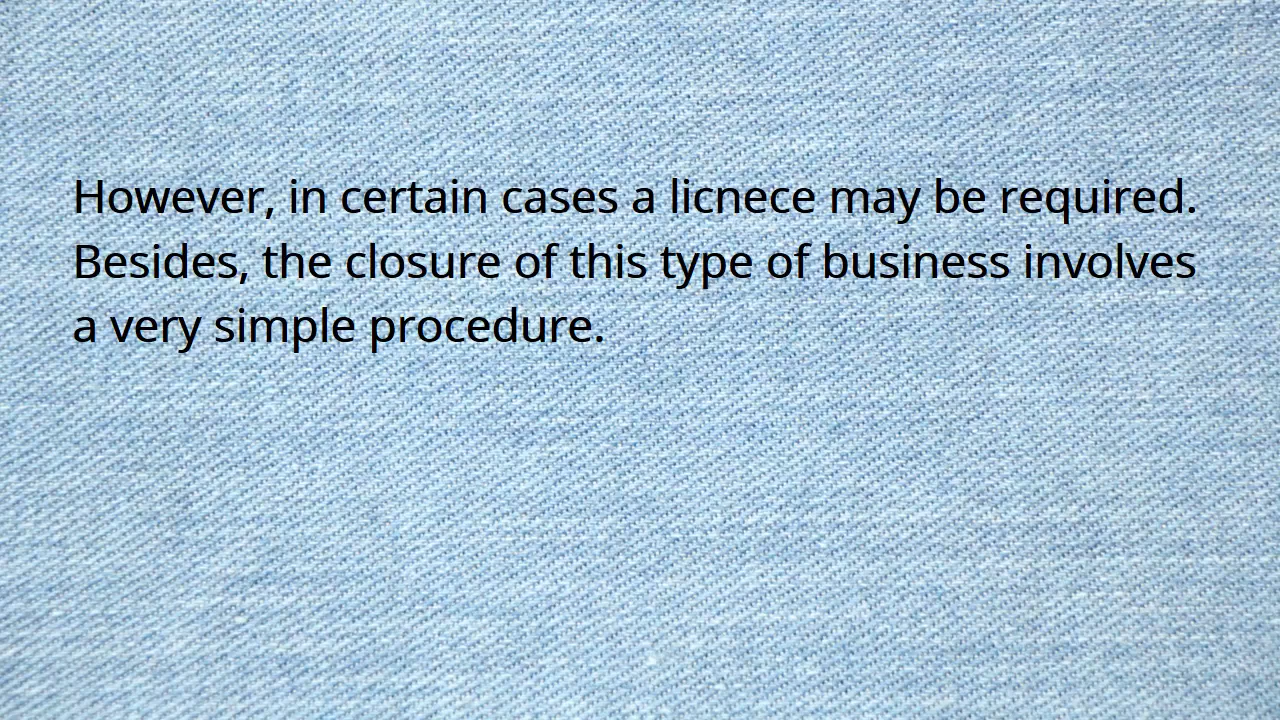 However, in certain cases a licnece may be required.
Besides, the closure of this type of business involves
a very simple procedure.